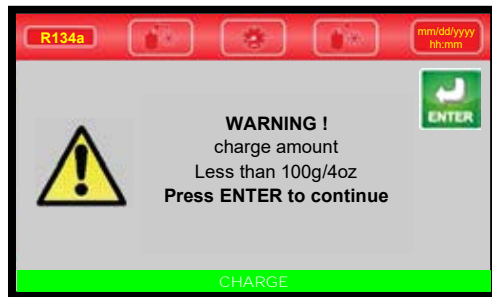 R134a
mm/dd/yyyy
hh:mm
ENTER
WARNING !
charge amount
Less than 100g/4oz
Press ENTER to continue
CHARGE